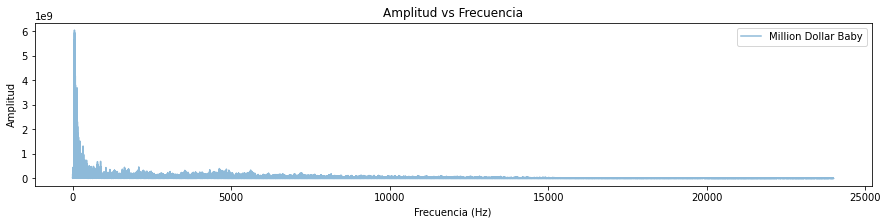 Amplitud vs Frecuencia
1e9
Million Dollar Baby
6
5
4
3
2
1
0
Amplitud
0 5000 10000 15000 20000 25000
Frecuencia (Hz)